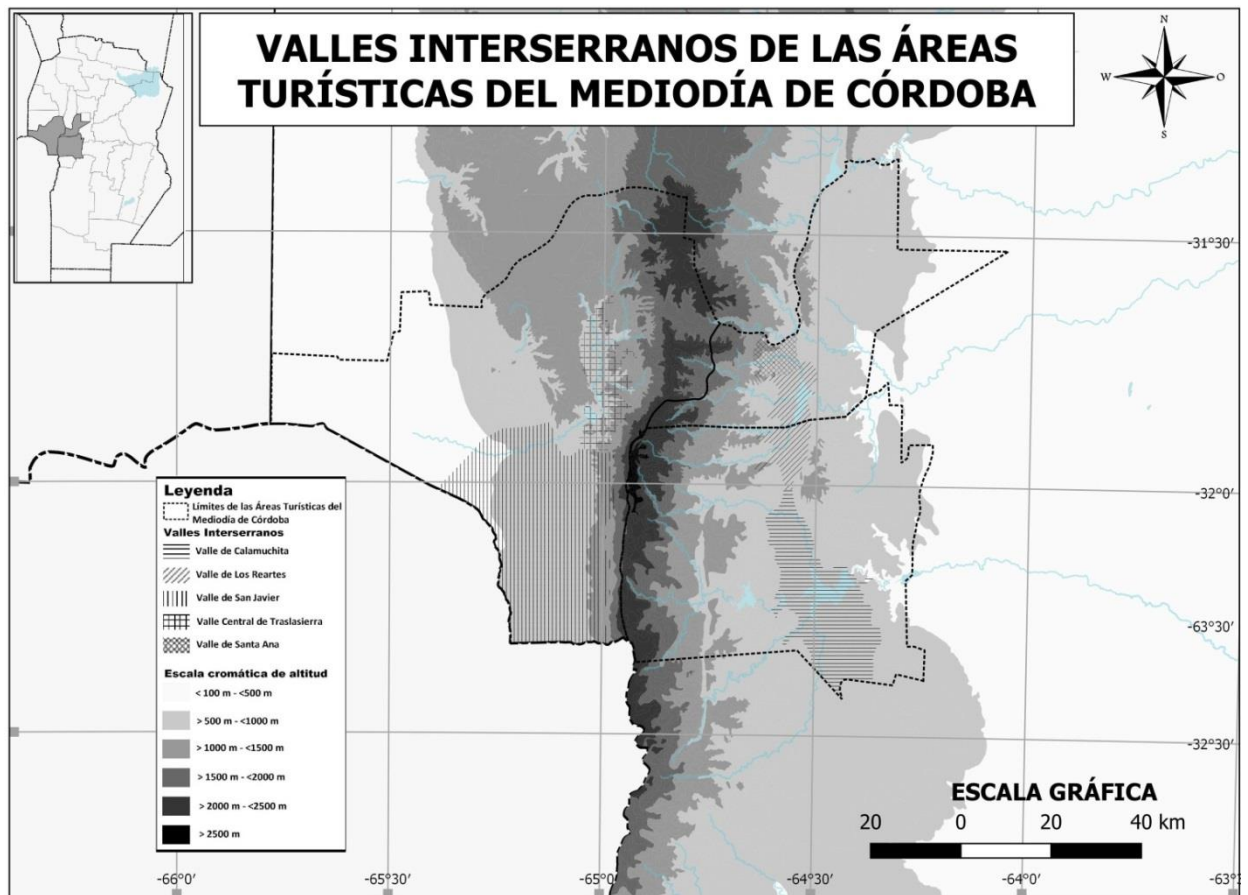 VALLES INTERSERRANOS DE LAS ÁREAS
TURÍSTICAS DEL MEDIODÍA DE CÓRDOBA
N
W
O
S
-31°30'
-32°0'
-63°30'
-32°30'
Leyenda
Límites de las Áreas Turísticas del
Mediodía de Córdoba
Valles Interserranos
Valle de Calamuchita
Valle de Los Reartes
Valle de San Javier
Valle Central de Traslasierra
Valle de Santa Ana
Escala cromática de altitud
< 100 m - <500 m
> 500 m - <1000 m
> 1000 m - <1500 m
> 1500 m - <2000 m
> 2000 m - <2500 m
> 2500 m
ESCALA GRÁFICA
20 0 20 40 km
-66°0' -65°30' -65°0' -64°30' -64°0' -63°3